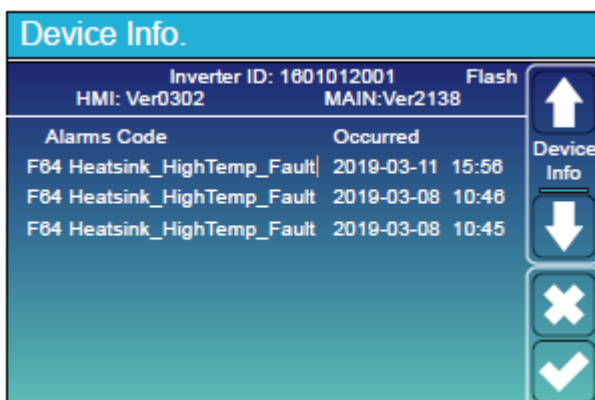 Device Info.
Inverter ID: 1601012001 Flash
HMI: Ver0302 MAIN:Ver2138
Alarms Code Occurred
F64 Heatsink_HighTemp_Fault 2019-03-11 15:56
F64 Heatsink_HighTemp_Fault 2019-03-08 10:46
F64 Heatsink_HighTemp_Fault 2019-03-08 10:45
Device
Info